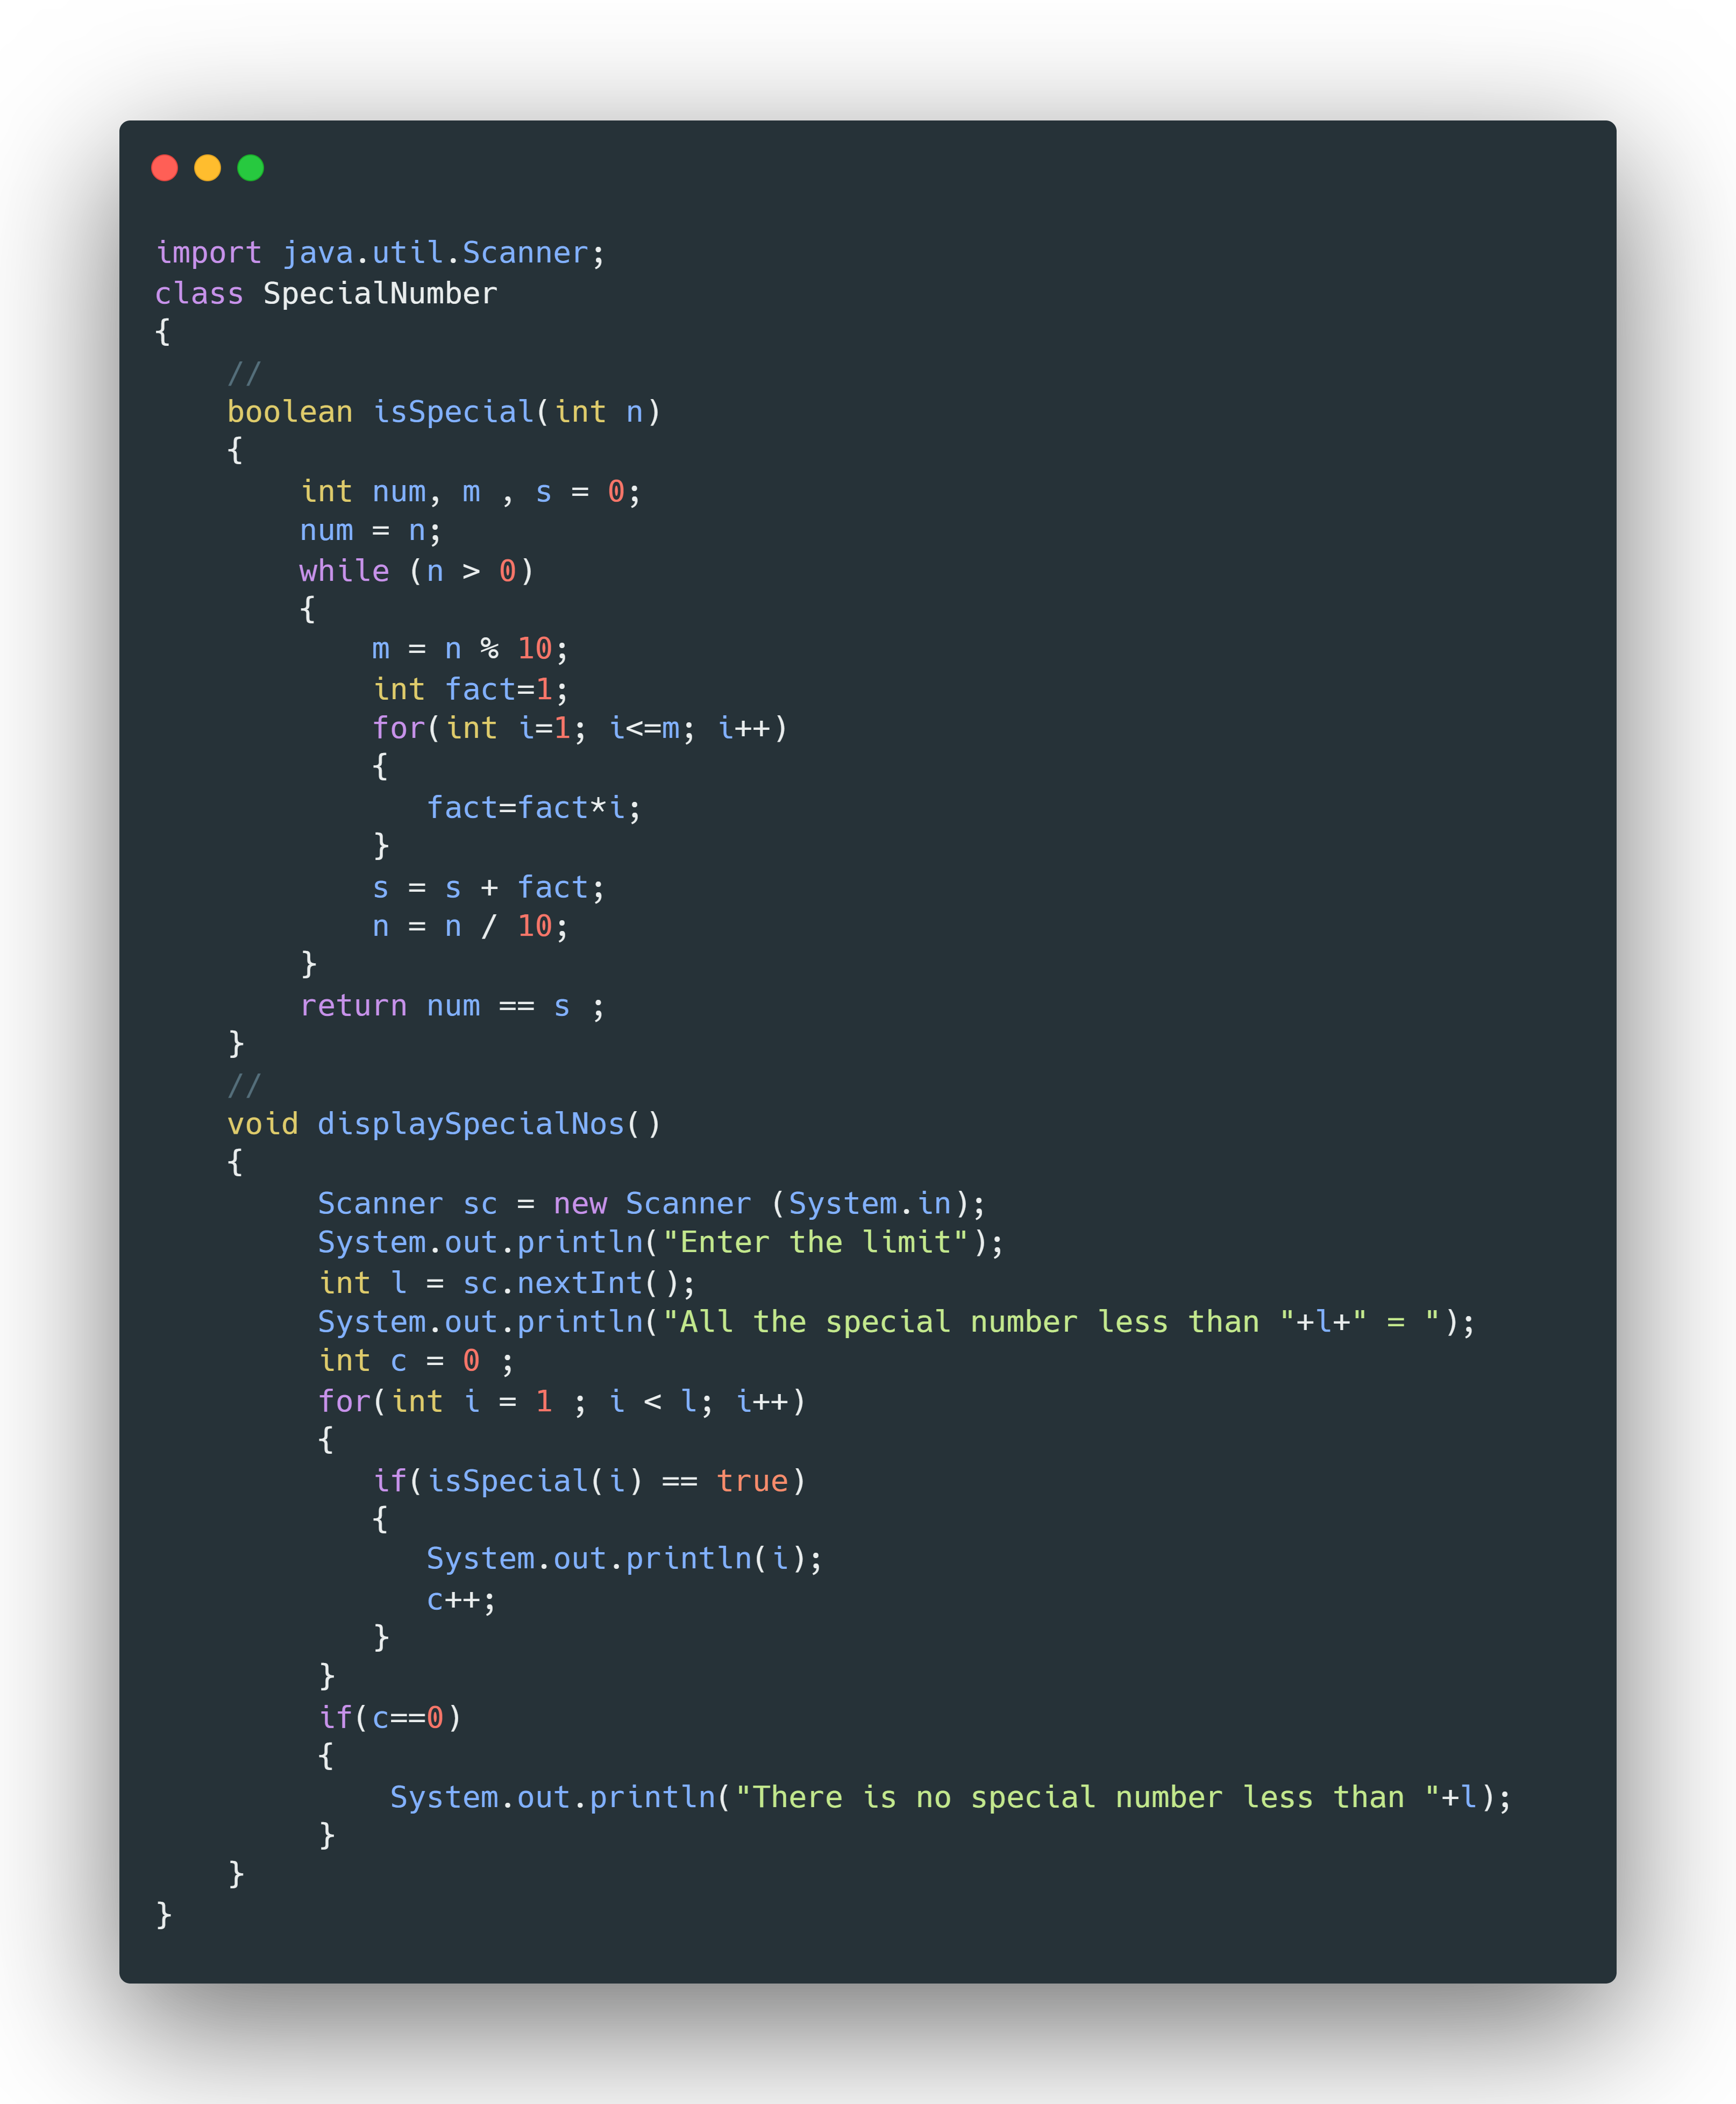 import java.util.Scanner;
class SpecialNumber
{
    //
    boolean isSpecial(int n)
    {
        int num, m , s = 0;
        num = n;
        while (n > 0)
        {
            m = n % 10;
            int fact=1;
            for(int i=1; i<=m; i++)
            {
               fact=fact*i;
            }
            s = s + fact;
            n = n / 10;
        }
        return num == s ;
    }
    //
    void displaySpecialNos()
    {
         Scanner sc = new Scanner (System.in);
         System.out.println("Enter the limit");
         int l = sc.nextInt();
         System.out.println("All the special number less than "+l+" = ");
         int c = 0 ;
         for(int i = 1 ; i < l; i++)
         {
            if(isSpecial(i) == true)
            {
               System.out.println(i);
               c++;
            }
         }
         if(c==0)
         {
             System.out.println("There is no special number less than "+l);
         }
    }
}